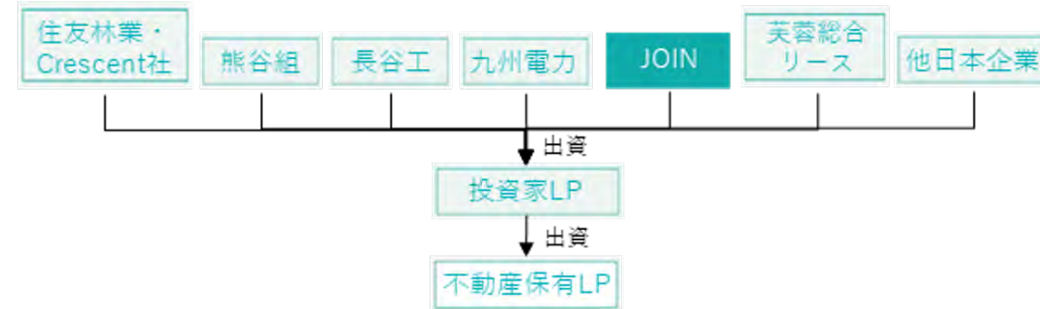 住友林業・
Crescent社
熊谷組
長谷工
九州電力
JOIN
芙蓉総合
リース
他日本企業
出資
投資家LP
出資
不動産保有LP